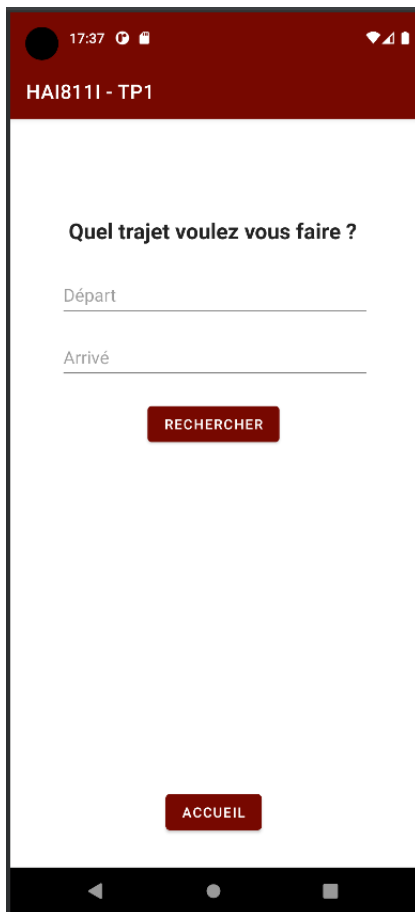 17:37
HAI811I - TP1
Quel trajet voulez vous faire ?
Départ
Arrivé
RECHERCHER
ACCUEIL